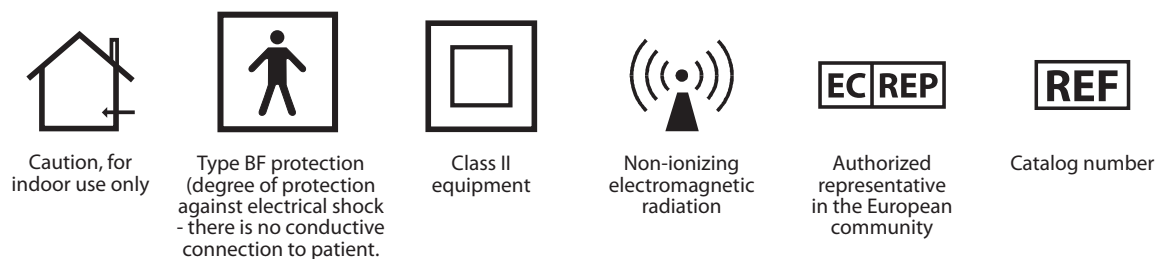 EC REP
REF
Caution, for
indoor use only
Type BF protection
(degree of protection
against electrical shock
- there is no conductive
connection to patient.
Class II
equipment
Non-ionizing
electromagnetic
radiation
Authorized
representative
in the European
community
Catalog number